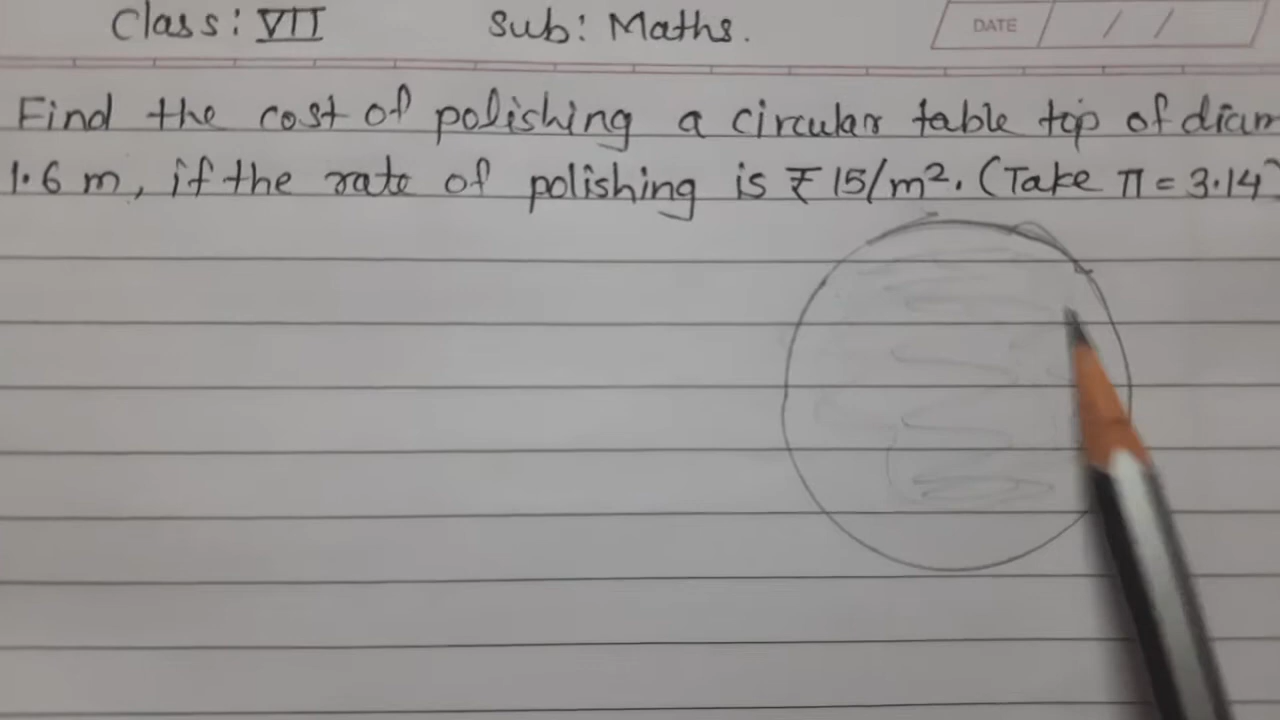 Class: VII Sub: Maths.
DATE / /
Find the cost of polishing a circular table top of diam
1.6 m, if the rate of polishing is ₹ 15/m². (Take π = 3.14)